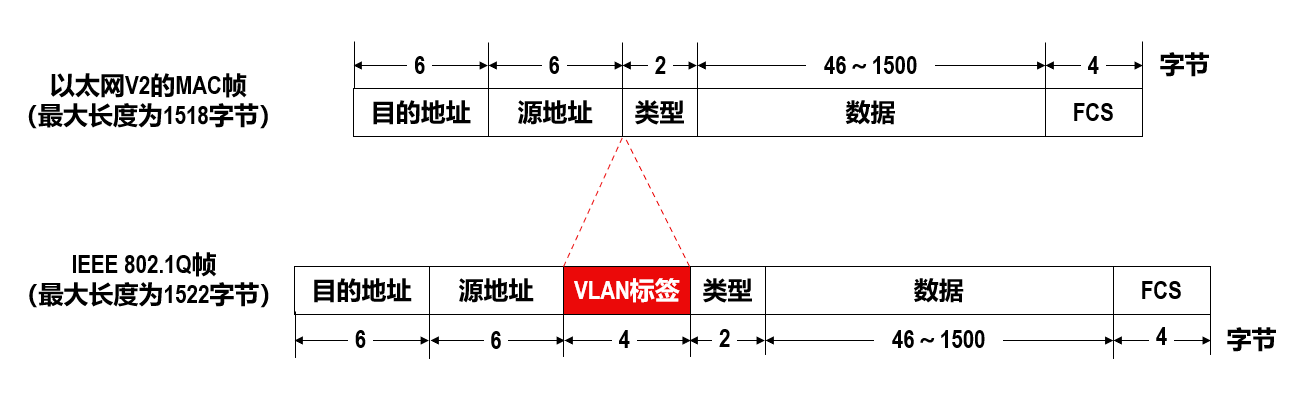 6 6 2 46～1500 4 字节
以太网V2的MAC帧
（最大长度为1518字节）
目的地址 源地址 类型 数据 FCS
IEEE 802.1Q帧
（最大长度为1522字节）
目的地址 源地址 VLAN标签 类型 数据 FCS
6 6 4 2 46～1500 4 字节